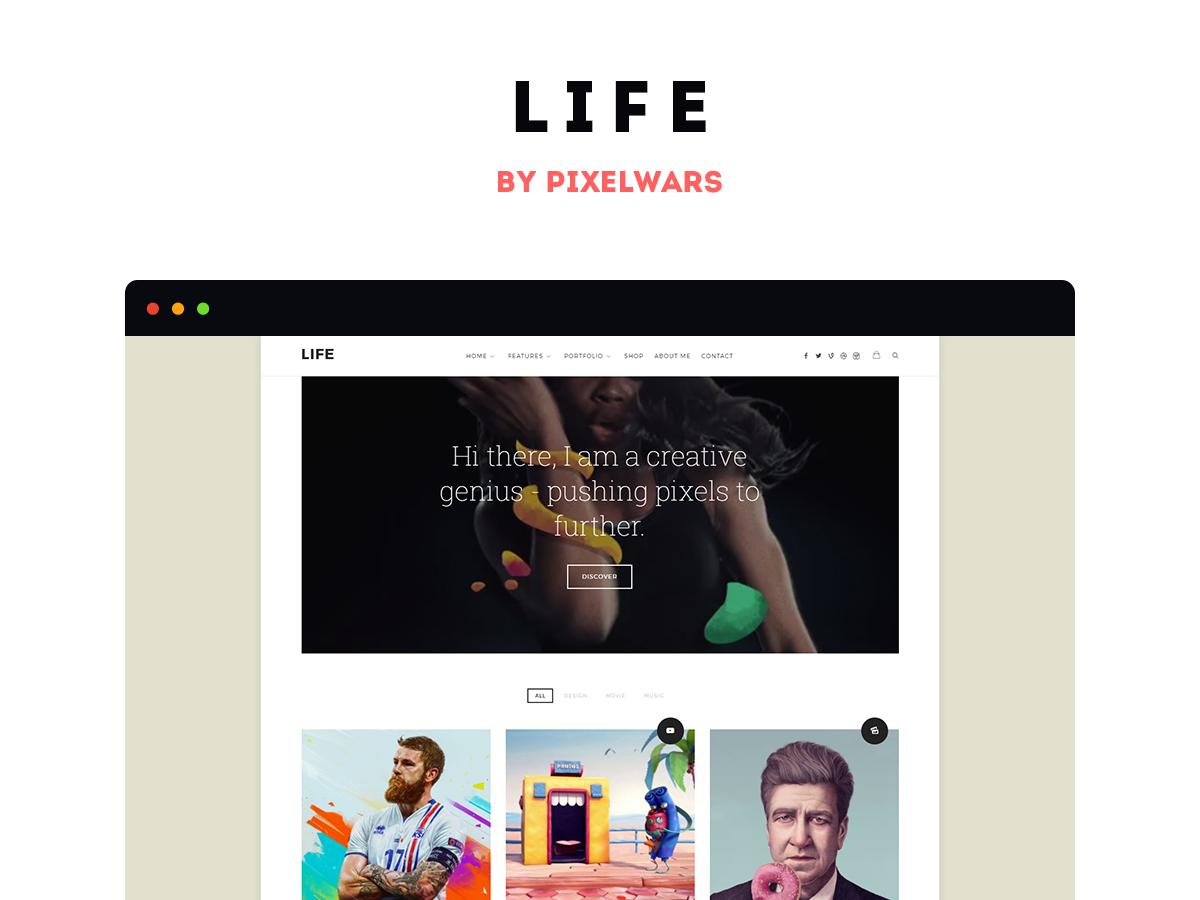 LIFE
BY PIXELWARS
LIFE
HOME FEATURES PORTFOLIO SHOP ABOUT ME CONTACT
Hi there, I am a creative
genius - pushing pixels to
further.
DISCOVER
ALL DESIGN MOVIE MUSIC
17